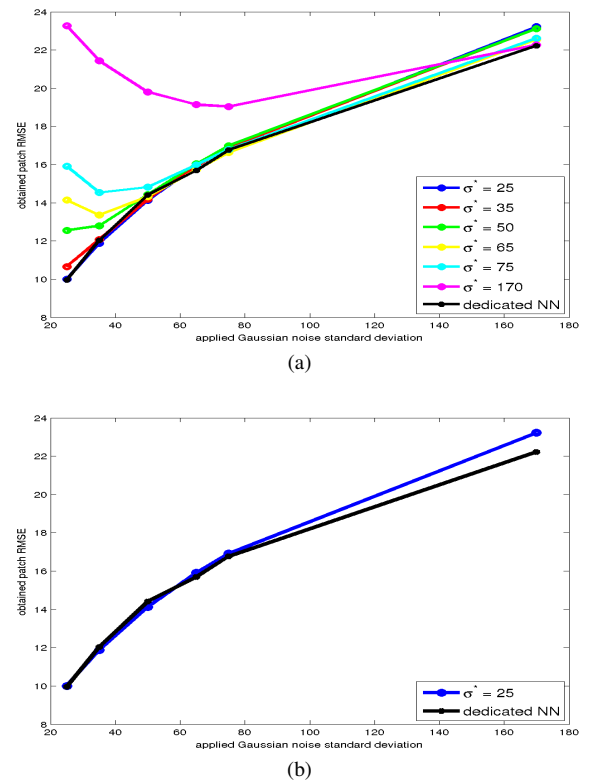 24
22
20
18
16
14
12
10
8
obtained patch RMSE
σ* = 25
σ* = 35
σ* = 50
σ* = 65
σ* = 75
σ* = 170
dedicated NN
20 40 60 80 100 120 140 160 180
applied Gaussian noise standard deviation
(a)
24
22
20
18
16
14
12
10
8
obtained patch RMSE
σ* = 25
dedicated NN
20 40 60 80 100 120 140 160 180
applied Gaussian noise standard deviation
(b)